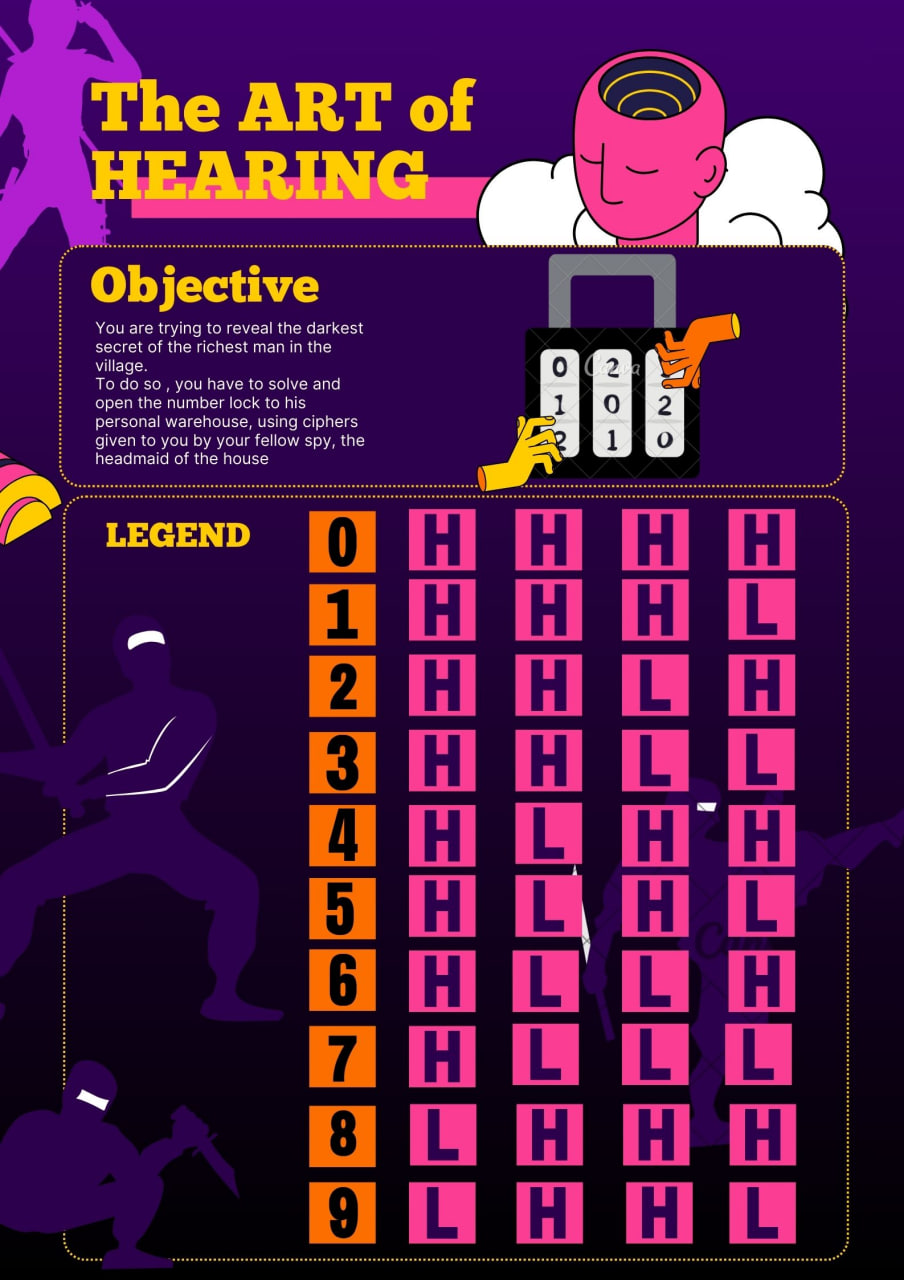 The ART of
HEARING
Objective
You are trying to reveal the darkest
secret of the richest man in the
village.
To do so , you have to solve and
open the number lock to his
personal warehouse, using ciphers
given to you by your fellow spy, the
headmaid of the house
0 2
1 0 2
2 1 0
LEGEND
0 H H H H
1 H H H L
2 H H L H
3 H H L L
4 H L H H
5 H L H L
6 H L L H
7 H L L L
8 L H H H
9 L H H L